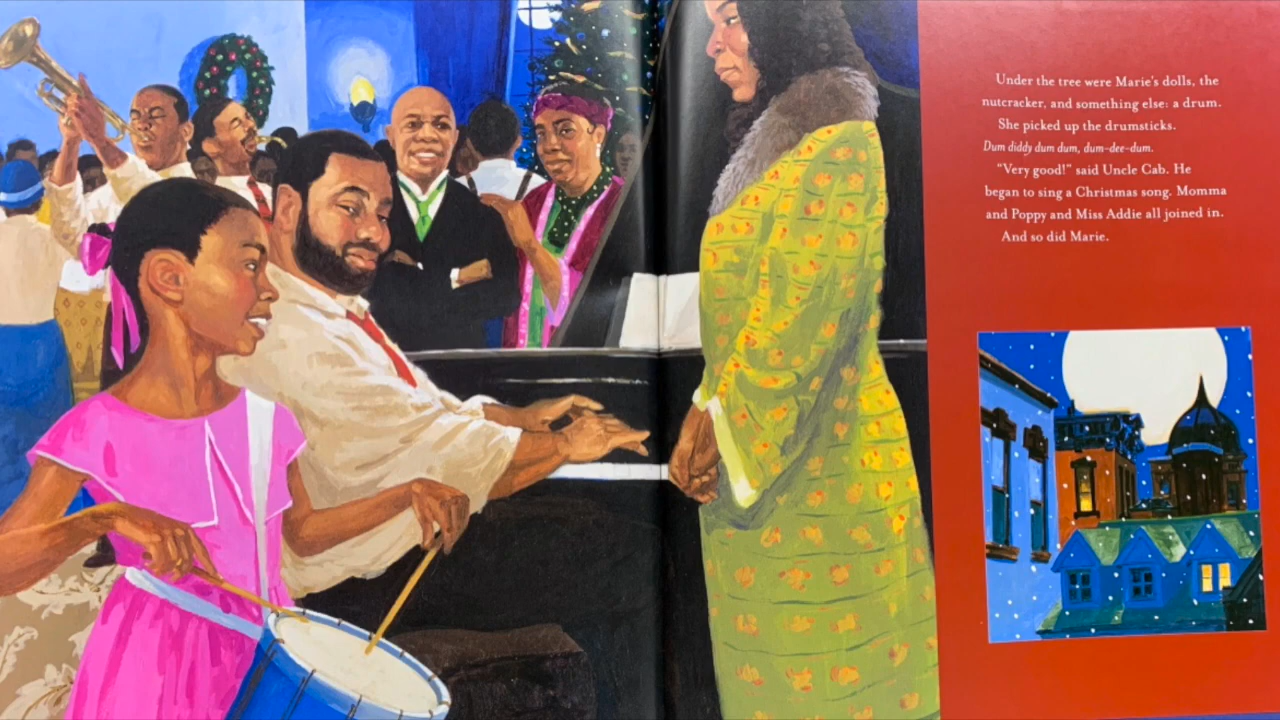 Under the tree were Marie's dolls, the
nutcracker, and something else: a drum.
She picked up the drumsticks.
Dum diddy dum dum, dum-dee-dum.
"Very good!" said Uncle Cab. He
began to sing a Christmas song. Momma
and Poppy and Miss Addie all joined in.
And so did Marie.